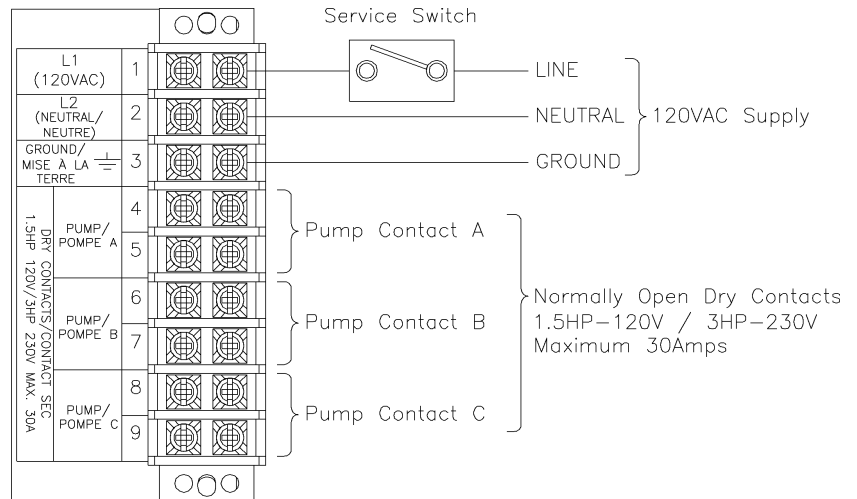 Service Switch
L1
(120VAC)
1
LINE
L2
(NEUTRAL/
NEUTRE)
2
NEUTRAL
120VAC Supply
GROUND/
MISE À LA
TERRE
3
GROUND
DRY CONTACTS/CONTACT SEC
1.5HP 120V/3HP 230V MAX. 30A
PUMP/
POMPE A
4
5
Pump Contact A
PUMP/
POMPE B
6
7
Pump Contact B
PUMP/
POMPE C
8
9
Pump Contact C
Normally Open Dry Contacts
1.5HP-120V / 3HP-230V
Maximum 30Amps